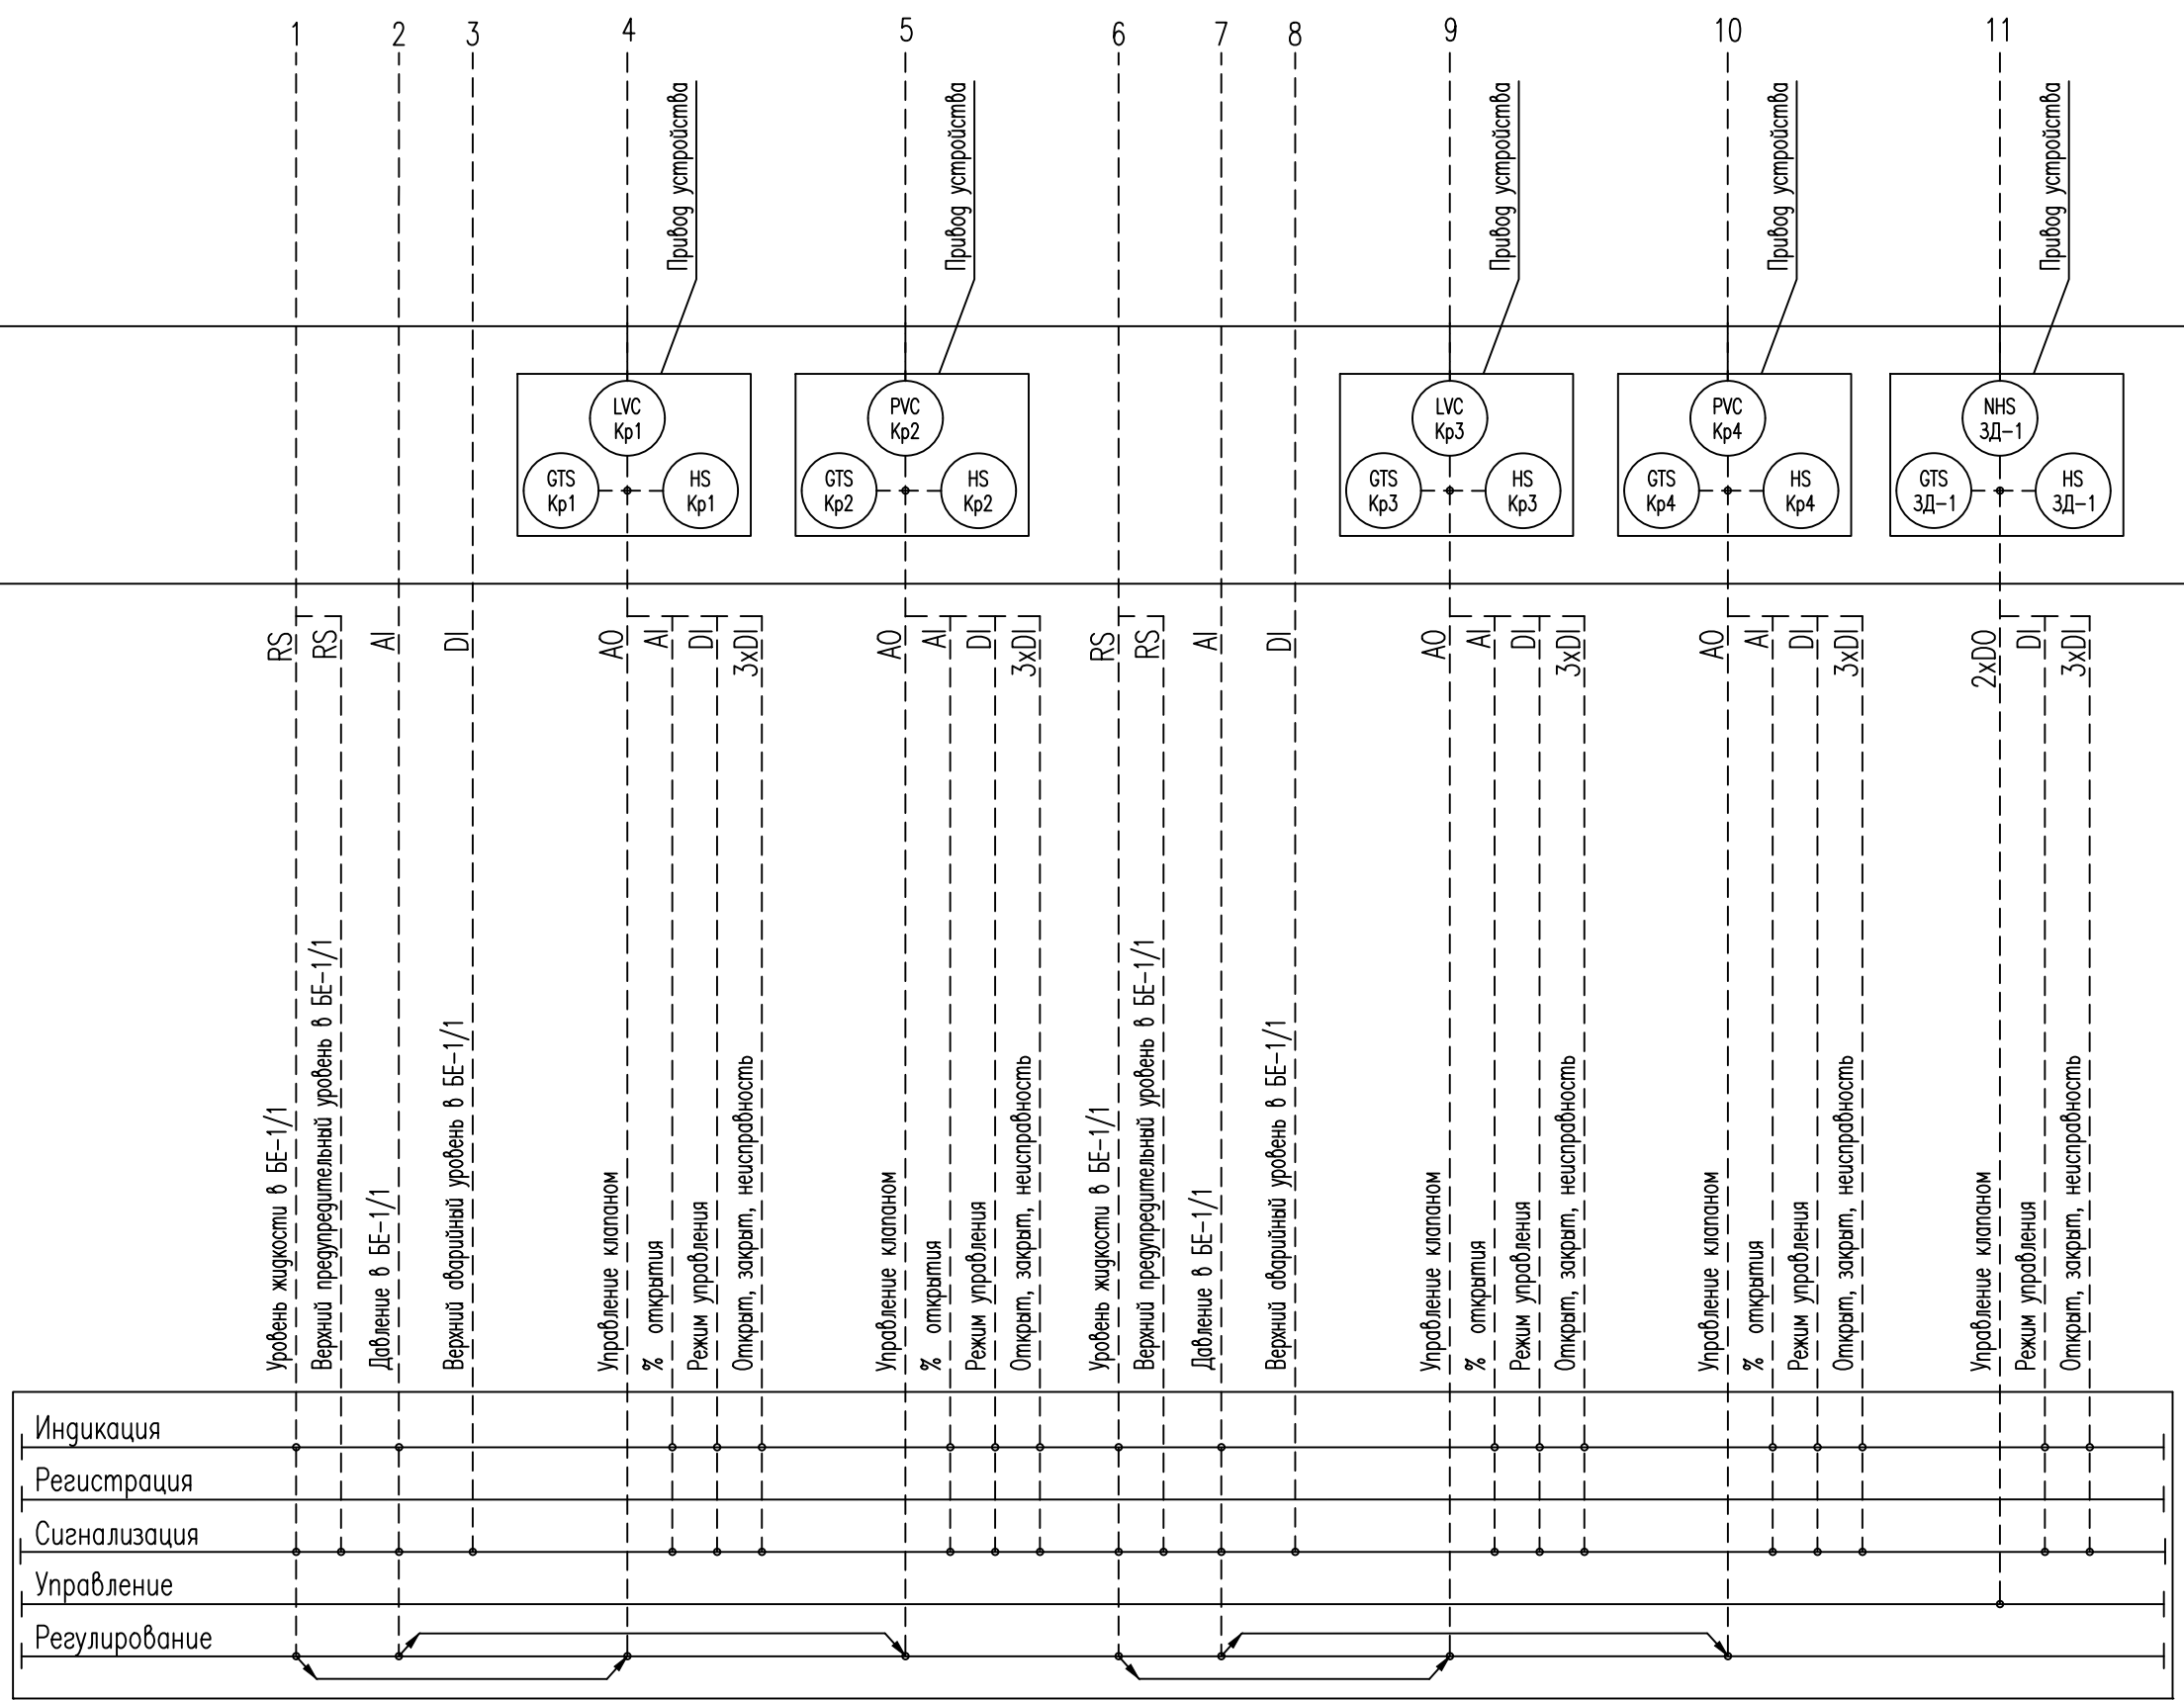 1 2 3 4 5 6 7 8 9 10 11
Привод устройства
Привод устройства
Привод устройства
Привод устройства
Привод устройства
LVC
Кр1
GTS
Кр1
HS
Кр1
PVC
Кр2
GTS
Кр2
HS
Кр2
LVC
Кр3
GTS
Кр3
HS
Кр3
PVC
Кр4
GTS
Кр4
HS
Кр4
NHS
ЗД-1
GTS
ЗД-1
HS
ЗД-1
RS
RS
AI
DI
AO
AI
DI
3xDI
AO
AI
DI
3xDI
RS
RS
AI
DI
AO
AI
DI
3xDI
AO
AI
DI
3xDI
2xDO
DI
3xDI
Уровень жидкости в БЕ-1/1
Верхний предупредительный уровень в БЕ-1/1
Давление в БЕ-1/1
Верхний аварийный уровень в БЕ-1/1
Управление клапаном
% открытия
Режим управления
Открыт, закрыт, неисправность
Управление клапаном
% открытия
Режим управления
Открыт, закрыт, неисправность
Уровень жидкости в БЕ-1/1
Верхний предупредительный уровень в БЕ-1/1
Давление в БЕ-1/1
Верхний аварийный уровень в БЕ-1/1
Управление клапаном
% открытия
Режим управления
Открыт, закрыт, неисправность
Управление клапаном
% открытия
Режим управления
Открыт, закрыт, неисправность
Управление клапаном
Режим управления
Открыт, закрыт, неисправность
Индикация
Регистрация
Сигнализация
Управление
Регулирование